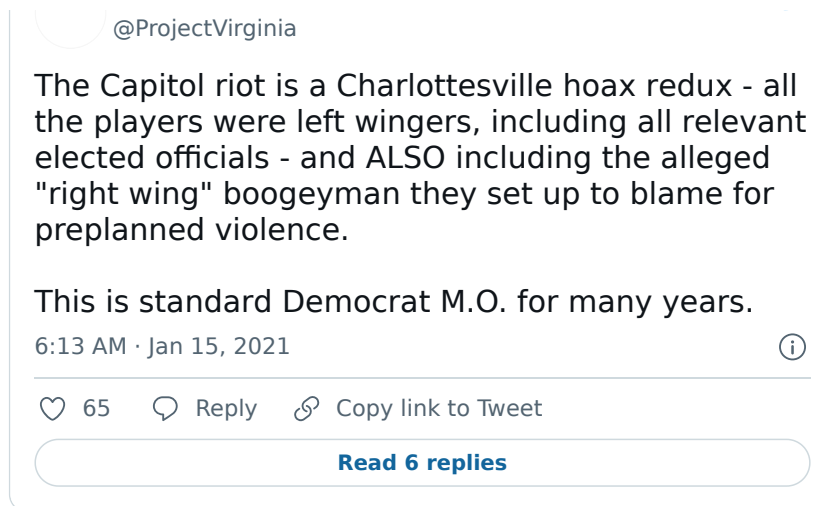 @ProjectVirginia
The Capitol riot is a Charlottesville hoax redux - all
the players were left wingers, including all relevant
elected officials - and ALSO including the alleged
"right wing" boogeyman they set up to blame for
preplanned violence.
This is standard Democrat M.O. for many years.
6:13 AM · Jan 15, 2021
65 Reply Copy link to Tweet
Read 6 replies